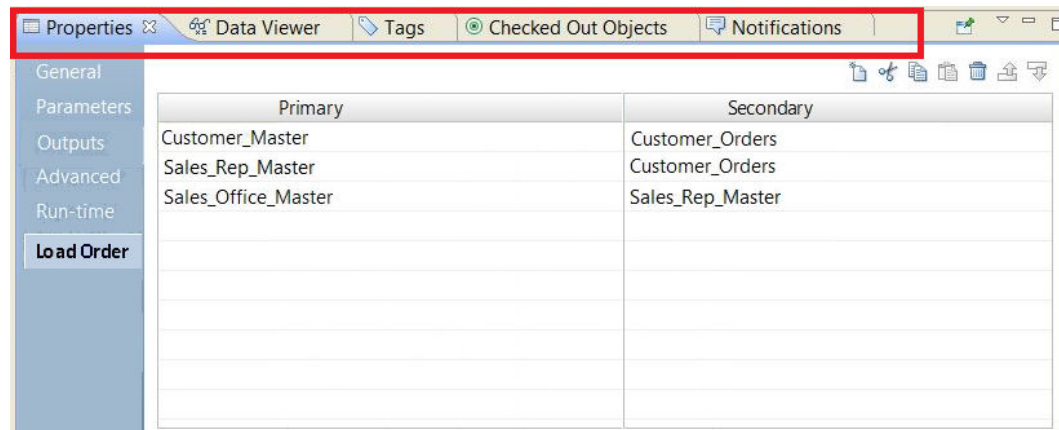 Properties Data Viewer Tags Checked Out Objects Notifications
General
Parameters
Outputs
Advanced
Run-time
Load Order
Primary Secondary
Customer_Master Customer_Orders
Sales_Rep_Master Customer_Orders
Sales_Office_Master Sales_Rep_Master